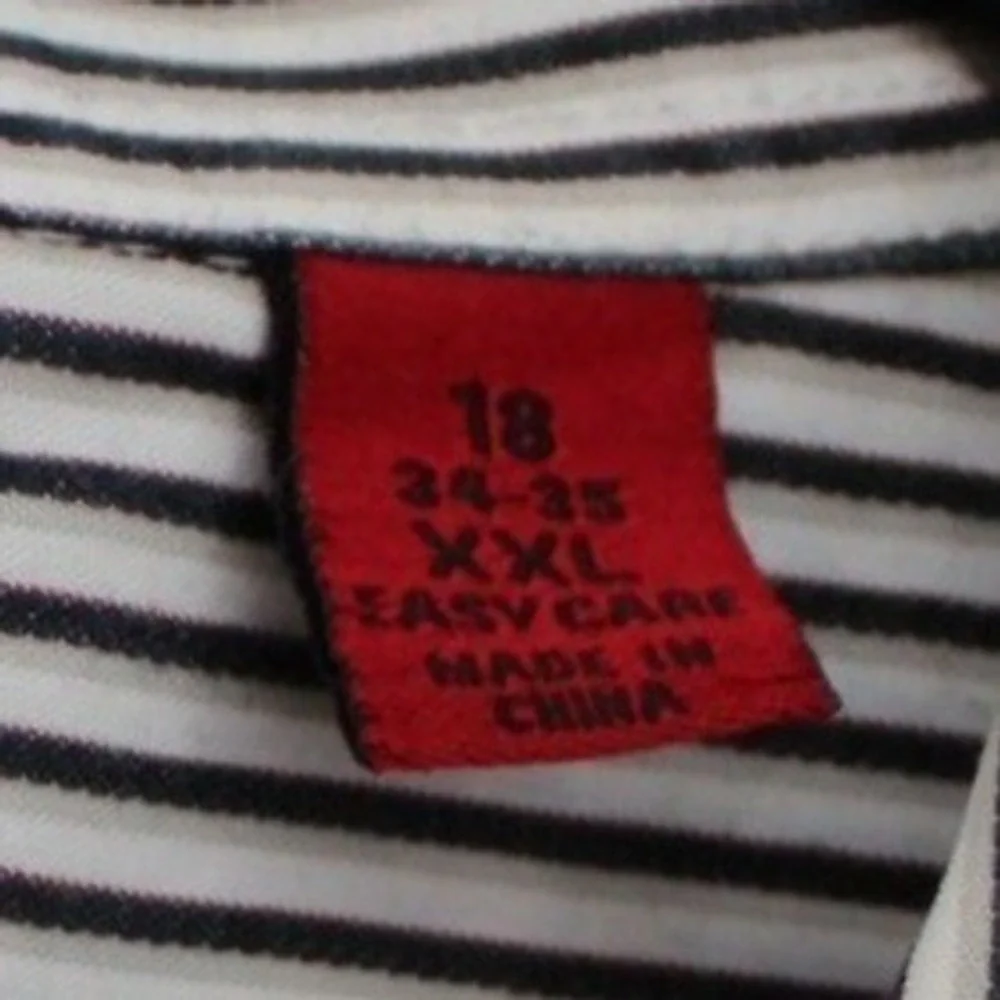 18
34-35
XXL
EASY CARE
MADE IN
CHINA